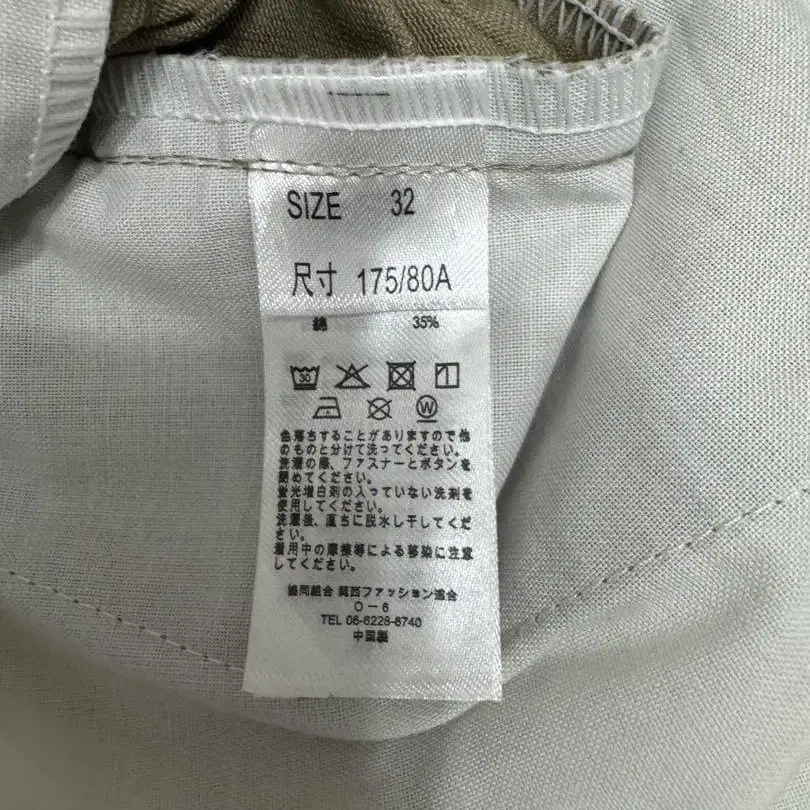 SIZE 32
尺寸 175/80A
綿 35%
30
W
色落ちすることがありますので他
のものと分けて洗ってください。
洗濯の際、ファスナーとボタンを
閉めてください。
蛍光増白剤の入っていない洗剤を
使用してください。
洗濯後、直ちに脱水し干してくだ
さい。
着用中の摩擦等による移染に注意
してください。
協同組合 関西ファッション連合
O-6
TEL 06-6228-6740
中国製